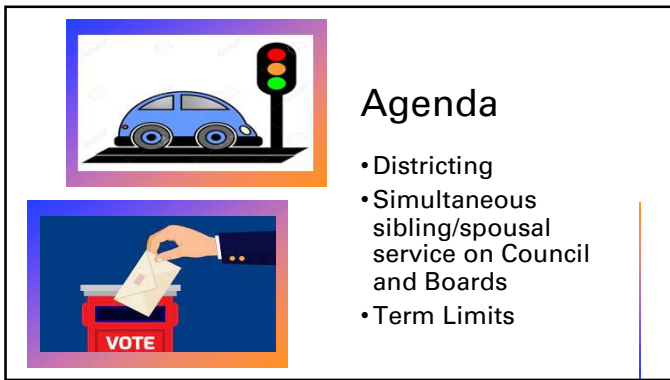 Agenda
•Districting
•Simultaneous
sibling/spousal
service on Council
and Boards
•Term Limits
VOTE